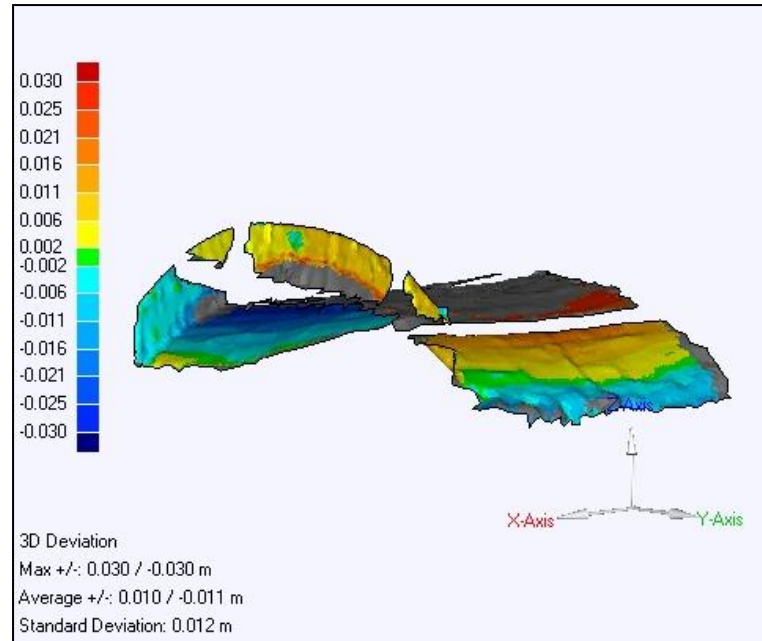 0.030
0.025
0.021
0.016
0.011
0.006
0.002
-0.002
-0.006
-0.011
-0.016
-0.021
-0.025
-0.030
Z-Axis
X-Axis
Y-Axis
3D Deviation
Max +/-: 0.030 / -0.030 m
Average +/-: 0.010 / -0.011 m
Standard Deviation: 0.012 m